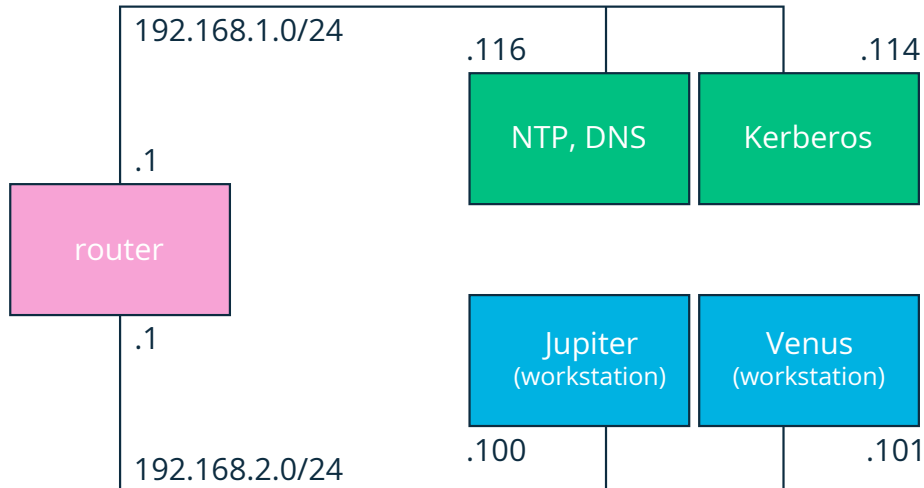 192.168.1.0/24
.116
.114
NTP, DNS
Kerberos
.1
router
.1
Jupiter
(workstation)
Venus
(workstation)
.100
.101
192.168.2.0/24